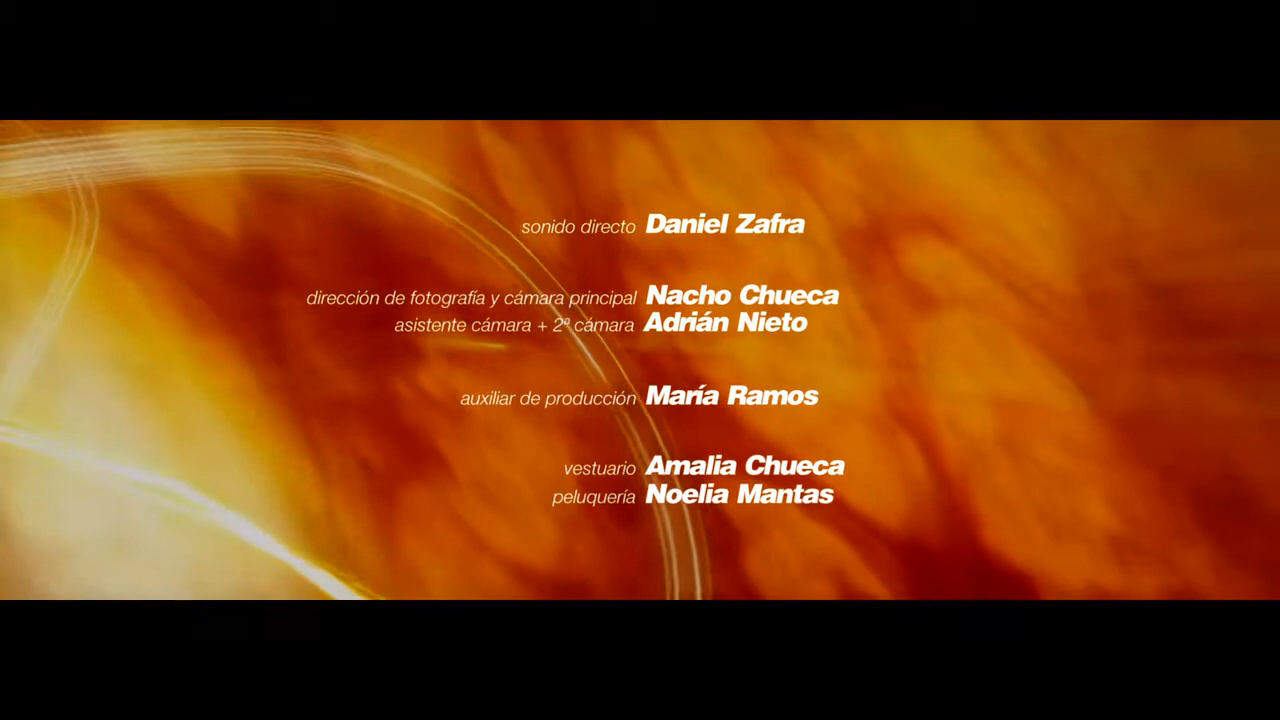 sonido directo Daniel Zafra
dirección de fotografía y cámara principal Nacho Chueca
asistente cámara + 2ª cámara Adrián Nieto
auxiliar de producción María Ramos
vestuario Amalia Chueca
peluquería Noelia Mantas